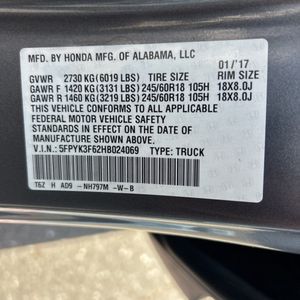 MFD. BY HONDA MFG. OF ALABAMA, LLC
01/'17
GVWR 2730 KG (6019 LBS) TIRE SIZE RIM SIZE
GAWR F 1420 KG (3131 LBS) 245/60R18 105H 18X8.0J
GAWR R 1460 KG (3219 LBS) 245/60R18 105H 18X8.0J
THIS VEHICLE CONFORMS TO ALL APPLICABLE
FEDERAL MOTOR VEHICLE SAFETY
STANDARDS IN EFFECT ON THE DATE OF
MANUFACTURE SHOWN ABOVE.
V.I.N.: 5FPYK3F62HB024069 TYPE: TRUCK
T6Z H AD9 -NH797M -W-B